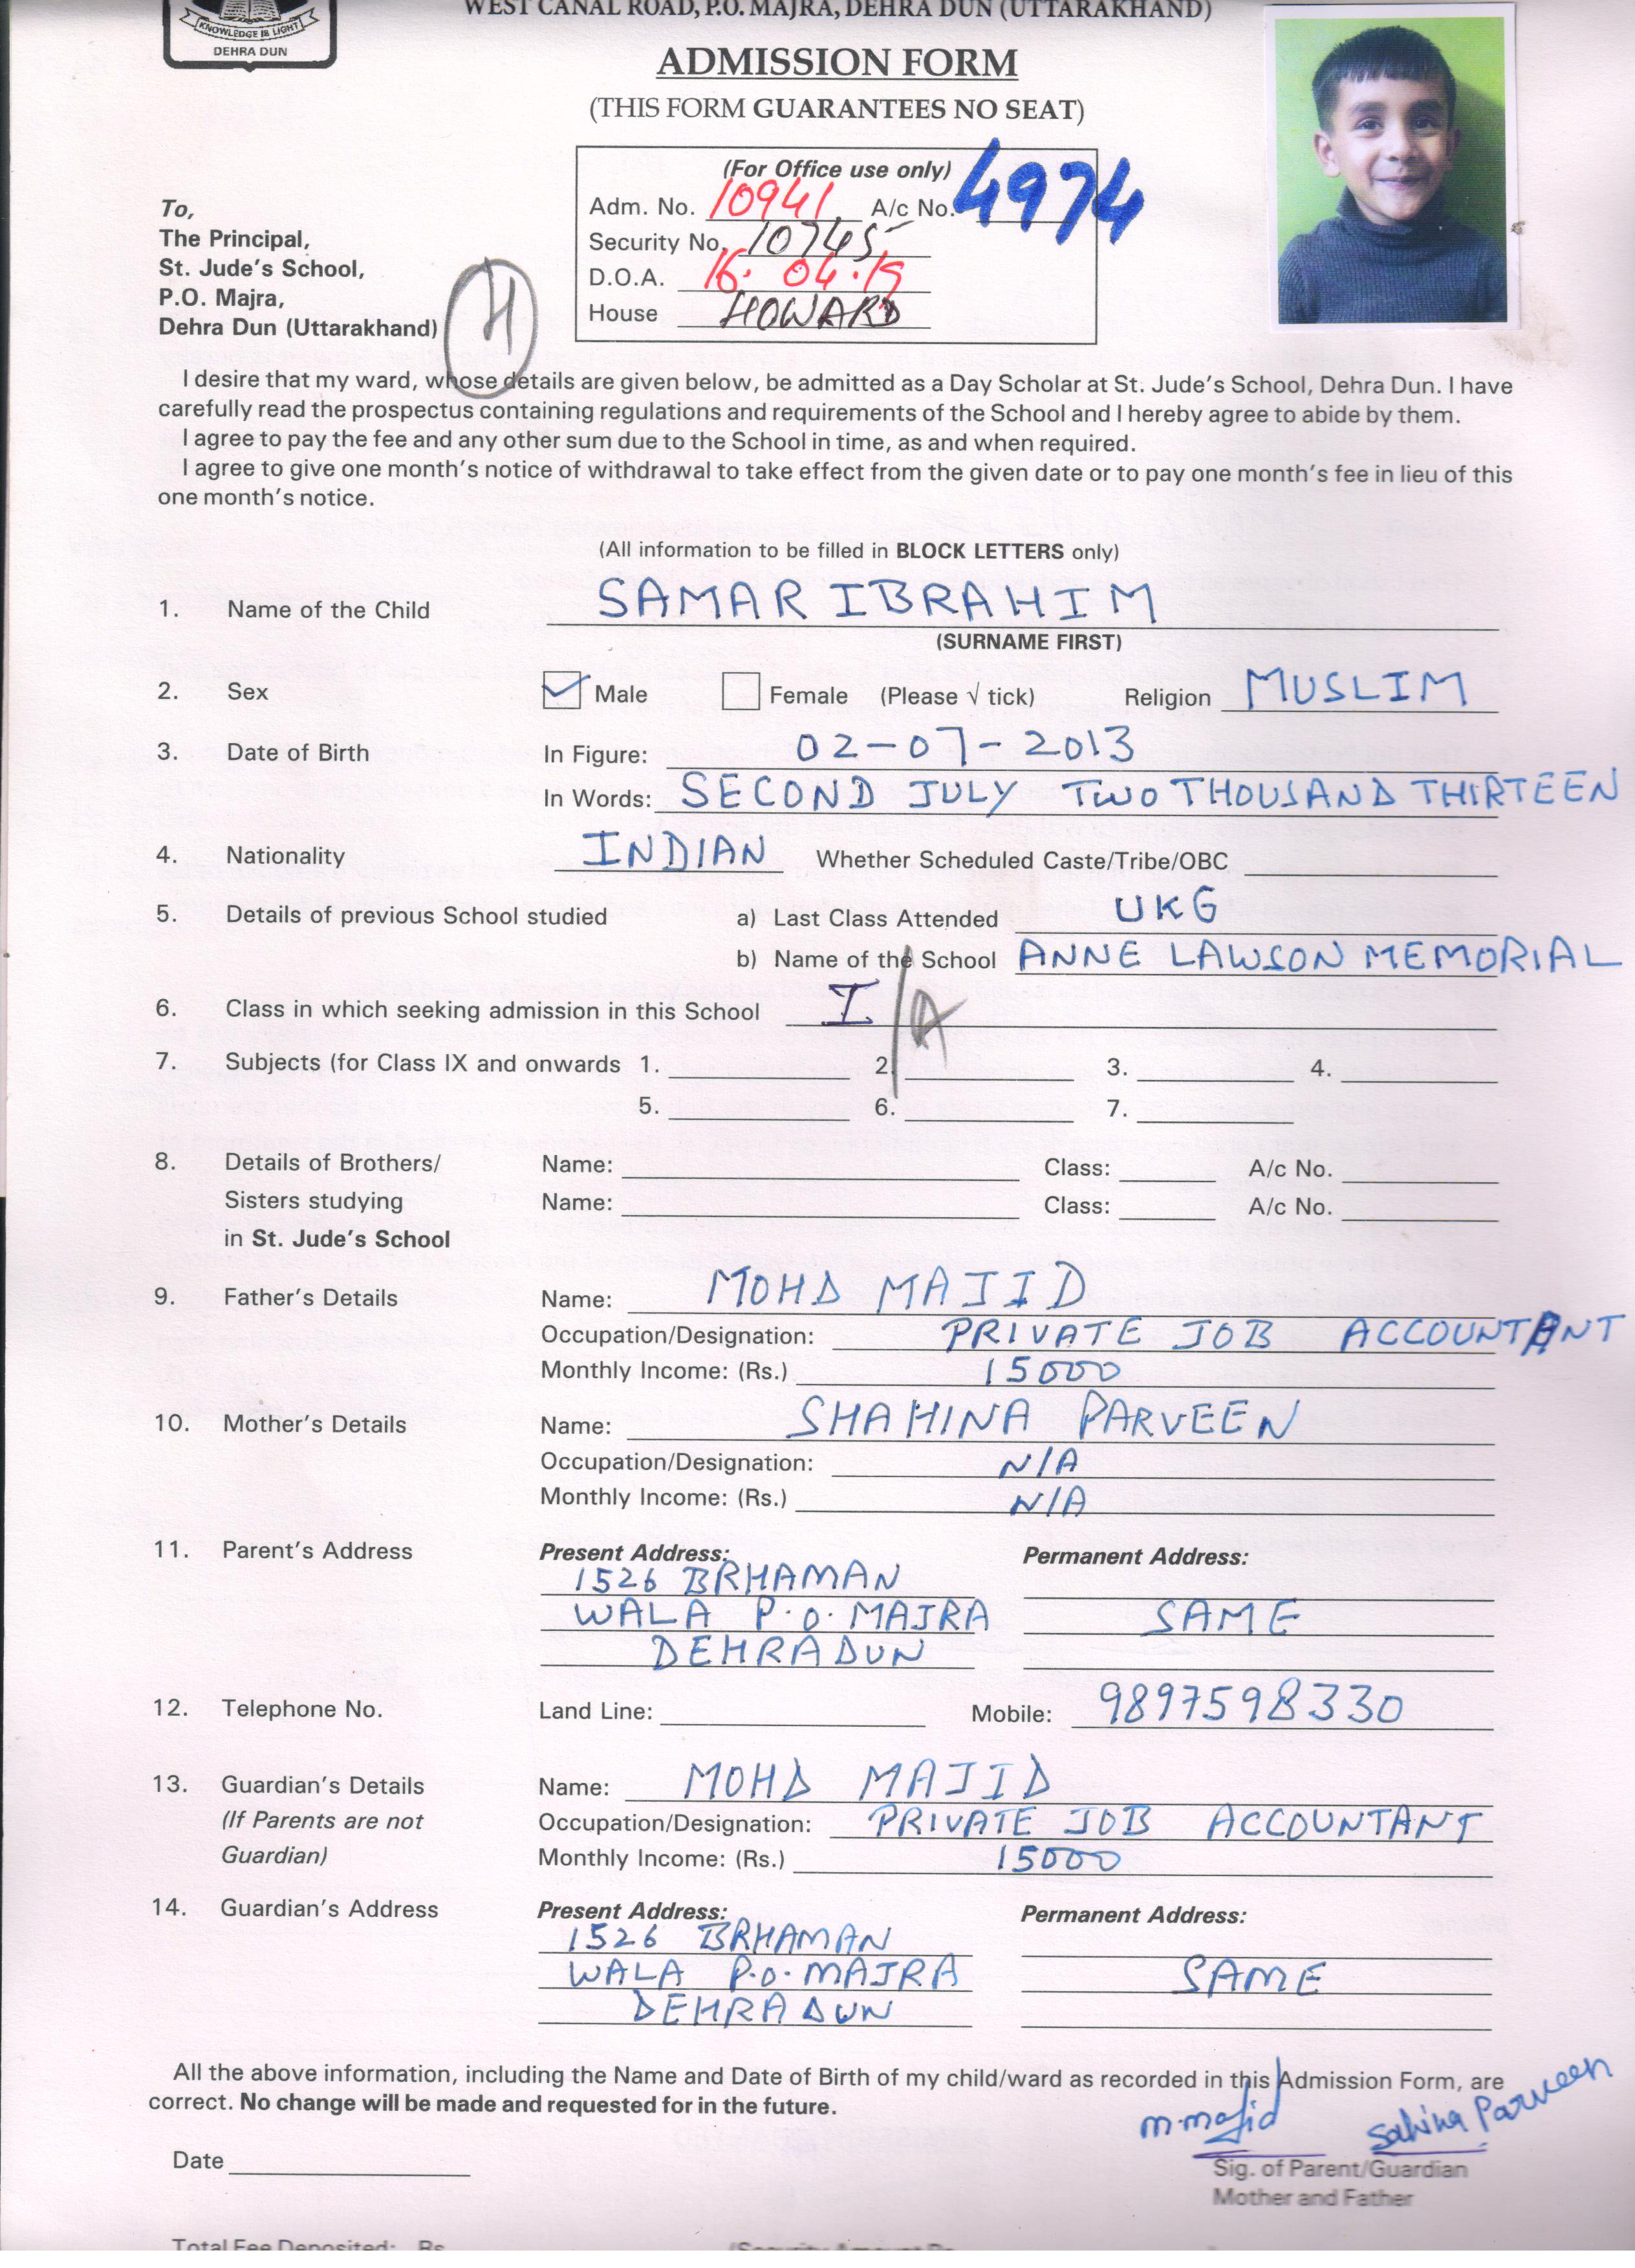 WEST CANAL ROAD, P.O. MAJRA, DEHRA DUN (UTTARAKHAND)
KNOWLEDGE IS LIGHT
DEHRA DUN
ADMISSION FORM
(THIS FORM GUARANTEES NO SEAT)
(For Office use only)
Adm. No. 10941 A/c No. 4974
Security No. 10745
D.O.A. 16.04.19
House HOWARD
To,
The Principal,
St. Jude's School,
P.O. Majra,
Dehra Dun (Uttarakhand)
H
I desire that my ward, whose details are given below, be admitted as a Day Scholar at St. Jude's School, Dehra Dun. I have
carefully read the prospectus containing regulations and requirements of the School and I hereby agree to abide by them.
I agree to pay the fee and any other sum due to the School in time, as and when required.
I agree to give one month's notice of withdrawal to take effect from the given date or to pay one month's fee in lieu of this
one month's notice.
(All information to be filled in BLOCK LETTERS only)
1. Name of the Child SAMAR IBRAHIM
(SURNAME FIRST)
2. Sex Male Female (Please √ tick) Religion MUSLIM
3. Date of Birth In Figure: 02-07-2013
In Words: SECOND JULY TWO THOUSAND THIRTEEN
4. Nationality INDIAN Whether Scheduled Caste/Tribe/OBC
5. Details of previous School studied a) Last Class Attended UKG
b) Name of the School ANNE LAWSON MEMORIAL
6. Class in which seeking admission in this School I/A
7. Subjects (for Class IX and onwards 1. 2. 3. 4.
5. 6. 7.
8. Details of Brothers/ Name: Class: A/c No.
Sisters studying Name: Class: A/c No.
in St. Jude's School
9. Father's Details Name: MOHD MAJID
Occupation/Designation: PRIVATE JOB ACCOUNTANT
Monthly Income: (Rs.) 15000
10. Mother's Details Name: SHAHINA PARVEEN
Occupation/Designation: N/A
Monthly Income: (Rs.) N/A
11. Parent's Address Present Address: Permanent Address:
1526 BRHAMAN
WALA P.O. MAJRA SAME
DEHRADUN
12. Telephone No. Land Line: Mobile: 9897598330
13. Guardian's Details Name: MOHD MAJID
(If Parents are not Occupation/Designation: PRIVATE JOB ACCOUNTANT
Guardian) Monthly Income: (Rs.) 15000
14. Guardian's Address Present Address: Permanent Address:
1526 BRHAMAN
WALA P.O. MAJRA SAME
DEHRADUN
All the above information, including the Name and Date of Birth of my child/ward as recorded in this Admission Form, are
correct. No change will be made and requested for in the future.
m.majid Sahina Parveen
Date
Sig. of Parent/Guardian
Mother and Father
Total Fee Deposited: Rs.
(Security Amount Rs.